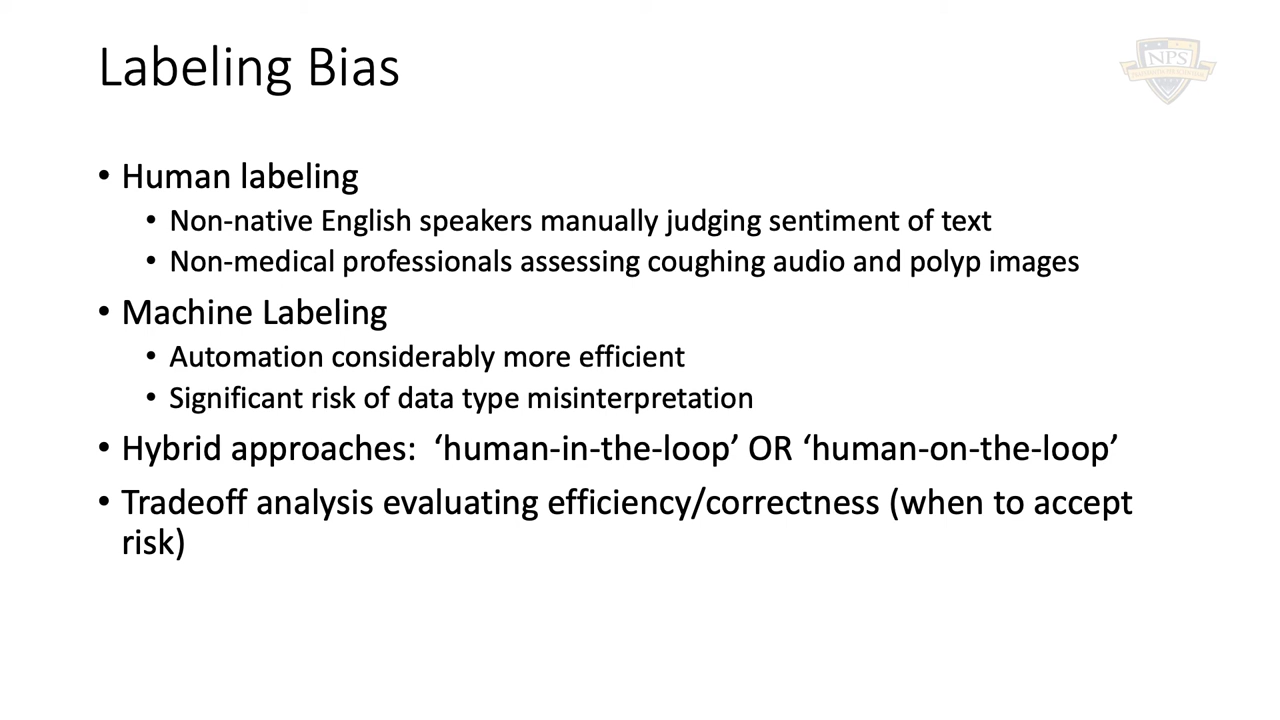 Labeling Bias
NPS
• Human labeling
• Non-native English speakers manually judging sentiment of text
• Non-medical professionals assessing coughing audio and polyp images
• Machine Labeling
• Automation considerably more efficient
• Significant risk of data type misinterpretation
• Hybrid approaches:  ‘human-in-the-loop’ OR ‘human-on-the-loop’
• Tradeoff analysis evaluating efficiency/correctness (when to accept
risk)